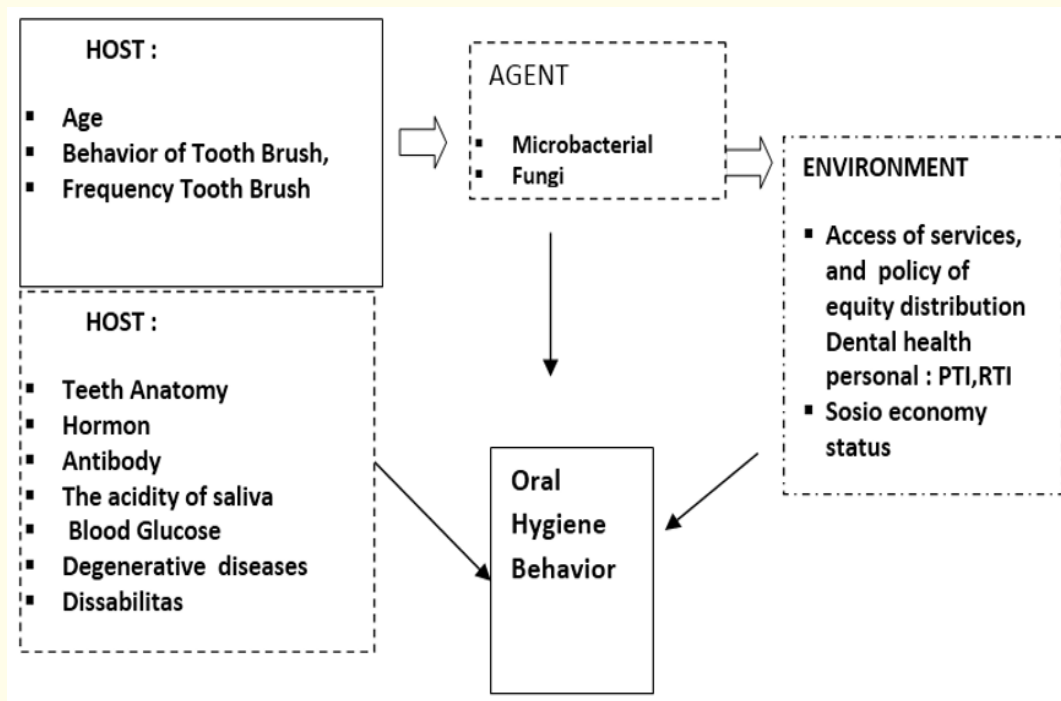 HOST :
▪ Age
▪ Behavior of Tooth Brush,
▪ Frequency Tooth Brush
HOST :
▪ Teeth Anatomy
▪ Hormon
▪ Antibody
▪ The acidity of saliva
▪ Blood Glucose
▪ Degenerative diseases
▪ Dissabilitas
AGENT
▪ Microbacterial
▪ Fungi
ENVIRONMENT
▪ Access of services,
and policy of
equity distribution
Dental health
personal : PTI,RTI
▪ Sosio economy
status
Oral
Hygiene
Behavior